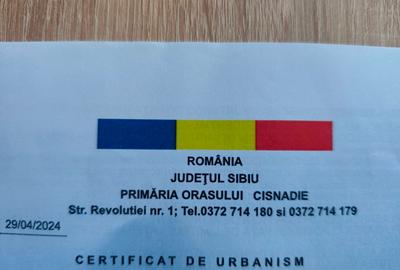 ROMÂNIA
JUDEŢUL SIBIU
PRIMĂRIA ORASULUI CISNADIE
Str. Revolutiei nr. 1; Tel.0372 714 180 si 0372 714 179
29/04/2024
CERTIFICAT DE URBANISM